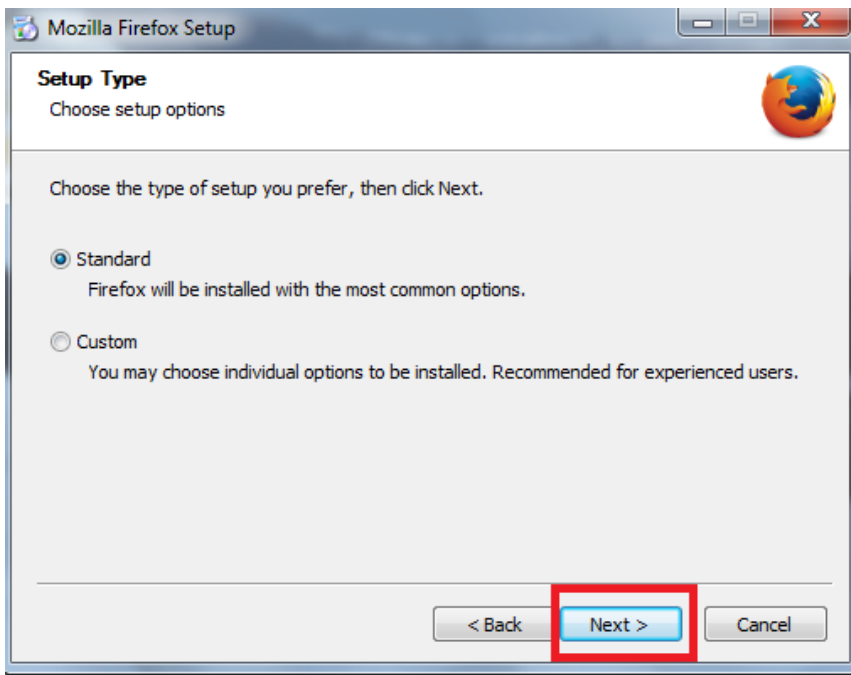 Mozilla Firefox Setup
Setup Type
Choose setup options
Choose the type of setup you prefer, then click Next.
Standard
Firefox will be installed with the most common options.
Custom
You may choose individual options to be installed. Recommended for experienced users.
< Back
Next >
Cancel